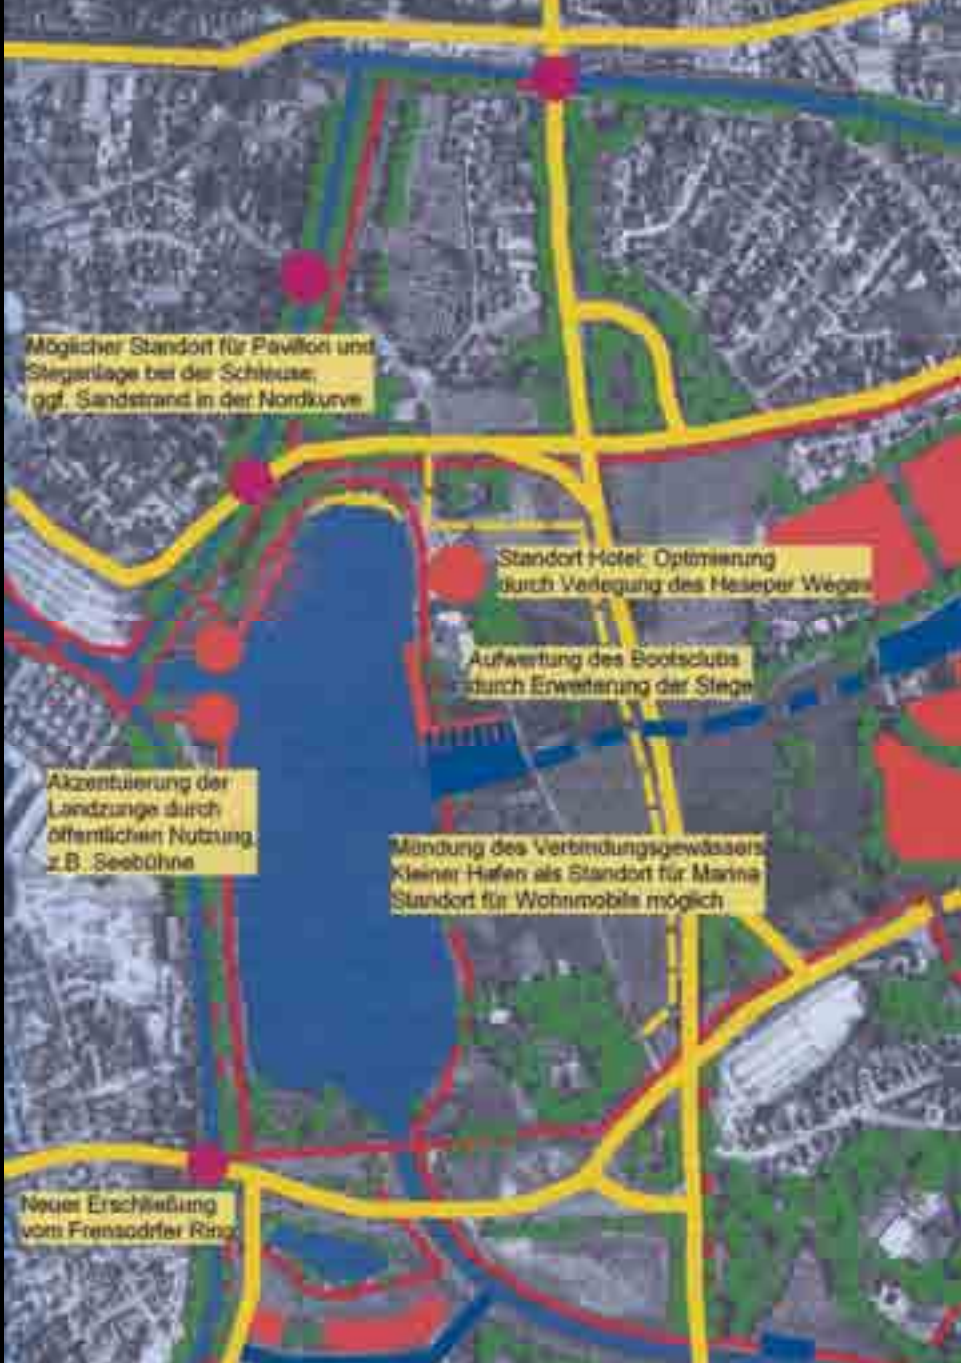 Möglicher Standort für Pavillon und
Steganlage bei der Schleuse;
ggf. Sandstrand in der Nordkurve
Standort Hotel; Optimierung
durch Verlegung des Heseper Weges
Aufwertung des Bootsclubs
durch Erweiterung der Stege
Akzentuierung der
Landzunge durch
öffentlichen Nutzung,
z.B. Seebühne
Mündung des Verbindungsgewässers
Kleiner Hafen als Standort für Marina
Standort für Wohnmobile möglich
Neuer Erschließung
vom Frensdorfer Ring